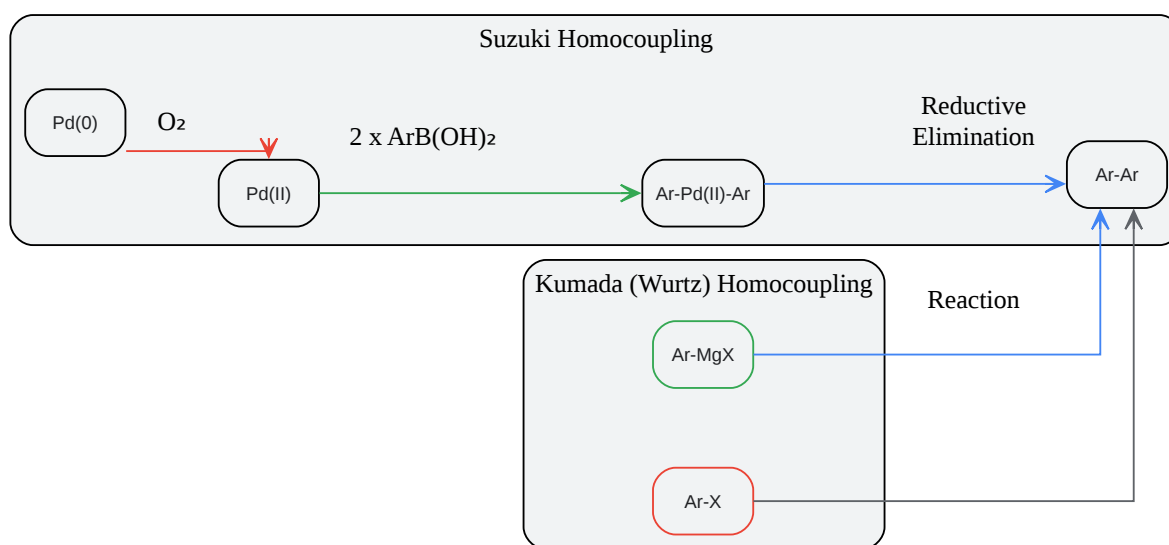 Suzuki Homocoupling
Pd(0)
O₂
2 x ArB(OH)₂
Reductive
Elimination
Pd(II)
Ar-Pd(II)-Ar
Ar-Ar
Kumada (Wurtz) Homocoupling
Reaction
Ar-MgX
Ar-X